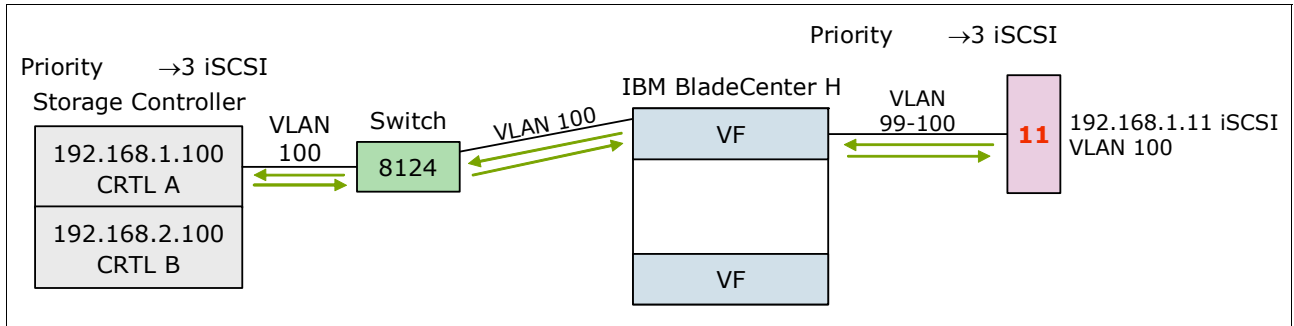 Priority →3 iSCSI
Priority →3 iSCSI
Storage Controller
192.168.1.100
CRTL A
192.168.2.100
CRTL B
VLAN
100
Switch
8124
VLAN 100
IBM BladeCenter H
VF
VF
VLAN
99-100
11
192.168.1.11 iSCSI
VLAN 100